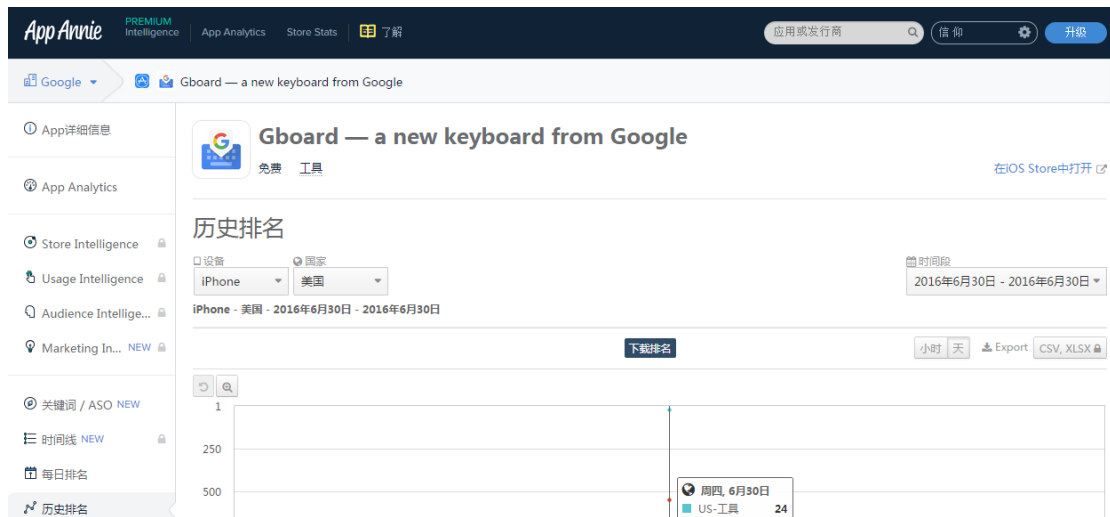 App Annie PREMIUM Intelligence App Analytics Store Stats 了解 应用或发行商 信仰 升级
Google Gboard — a new keyboard from Google
App详细信息
App Analytics
Store Intelligence
Usage Intelligence
Audience Intellige...
Marketing In... NEW
关键词 / ASO NEW
时间线 NEW
每日排名
历史排名
Gboard — a new keyboard from Google
免费 工具
在iOS Store中打开
历史排名
设备 国家 时间段
iPhone 美国 2016年6月30日 - 2016年6月30日
iPhone - 美国 - 2016年6月30日 - 2016年6月30日
下载排名 小时 天 Export CSV, XLSX
1
250
500
周四, 6月30日
US-工具 24